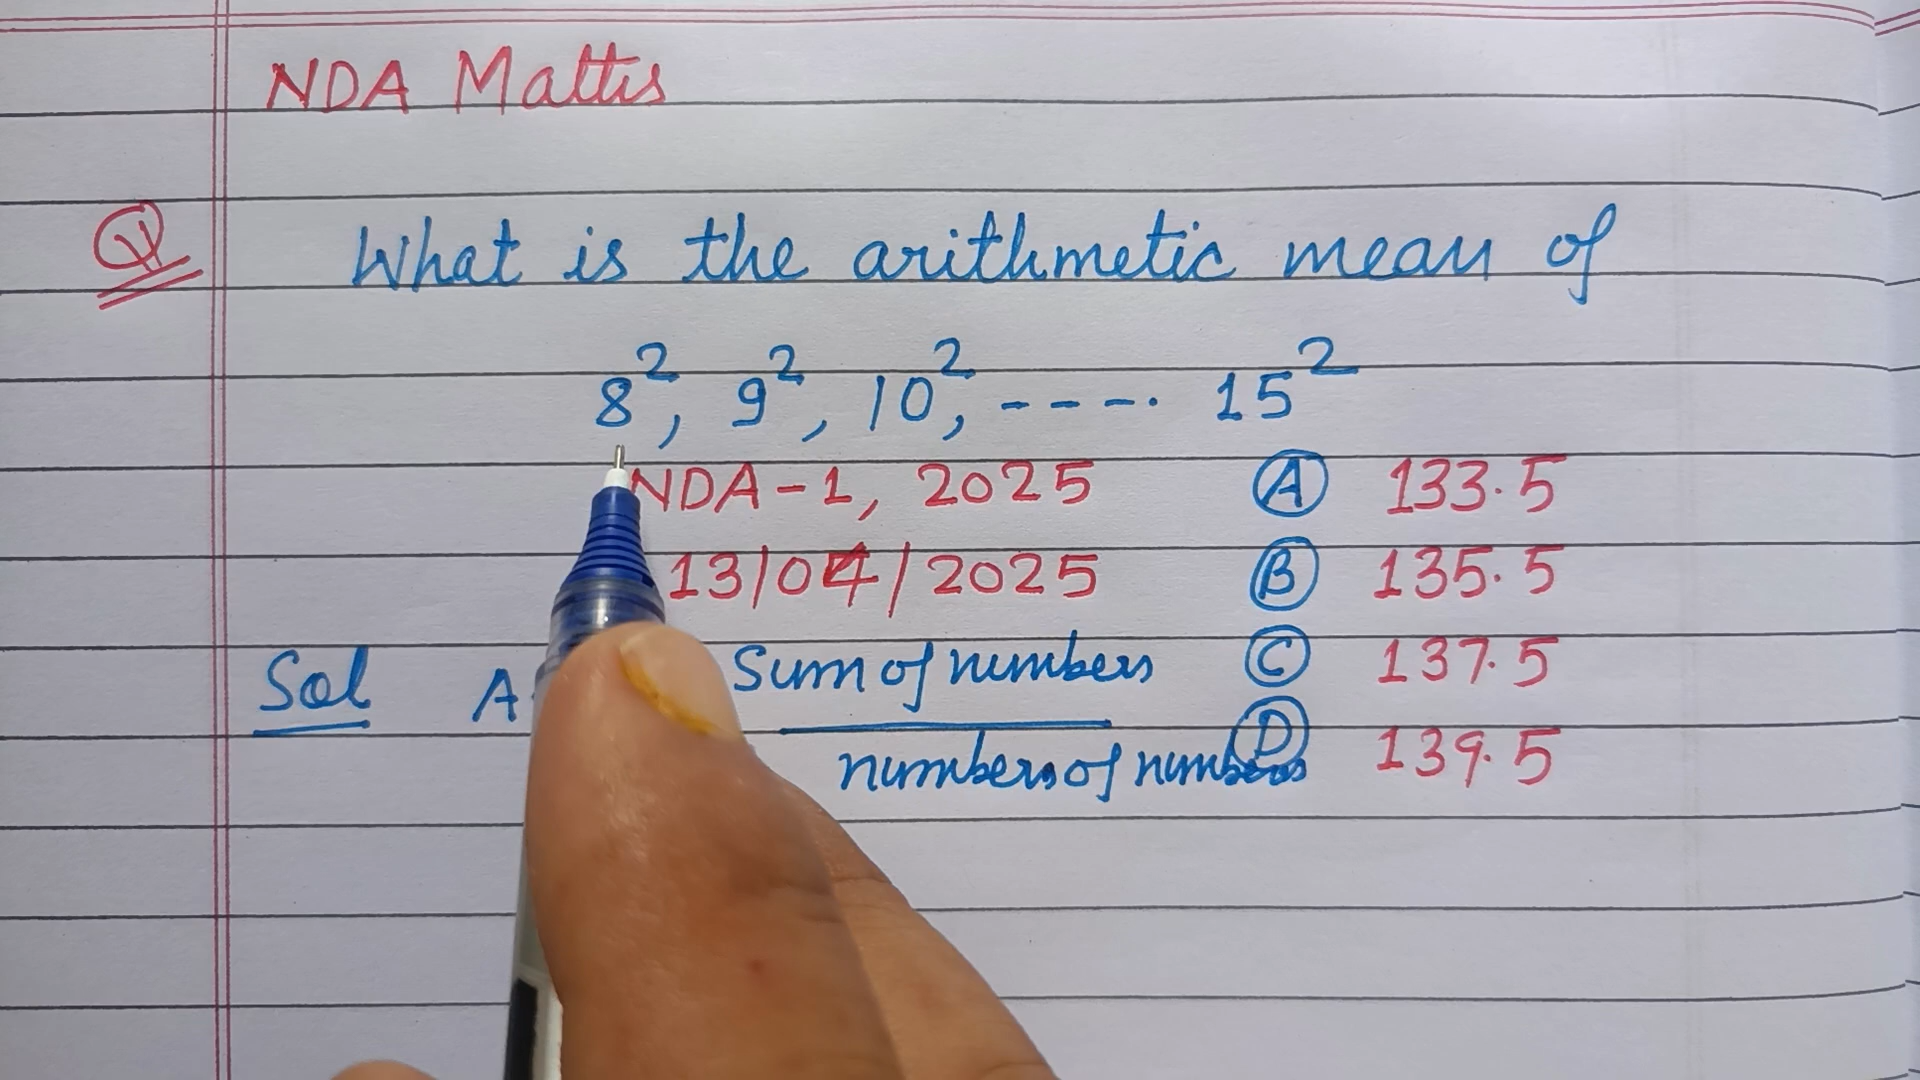 NDA Maths
Q
What is the arithmetic mean of
8², 9², 10², ----. 15²
NDA-1, 2025
13/04/2025
A 133.5
B 135.5
C 137.5
D 139.5
Sol A Sum of numbers
numbers of numbers